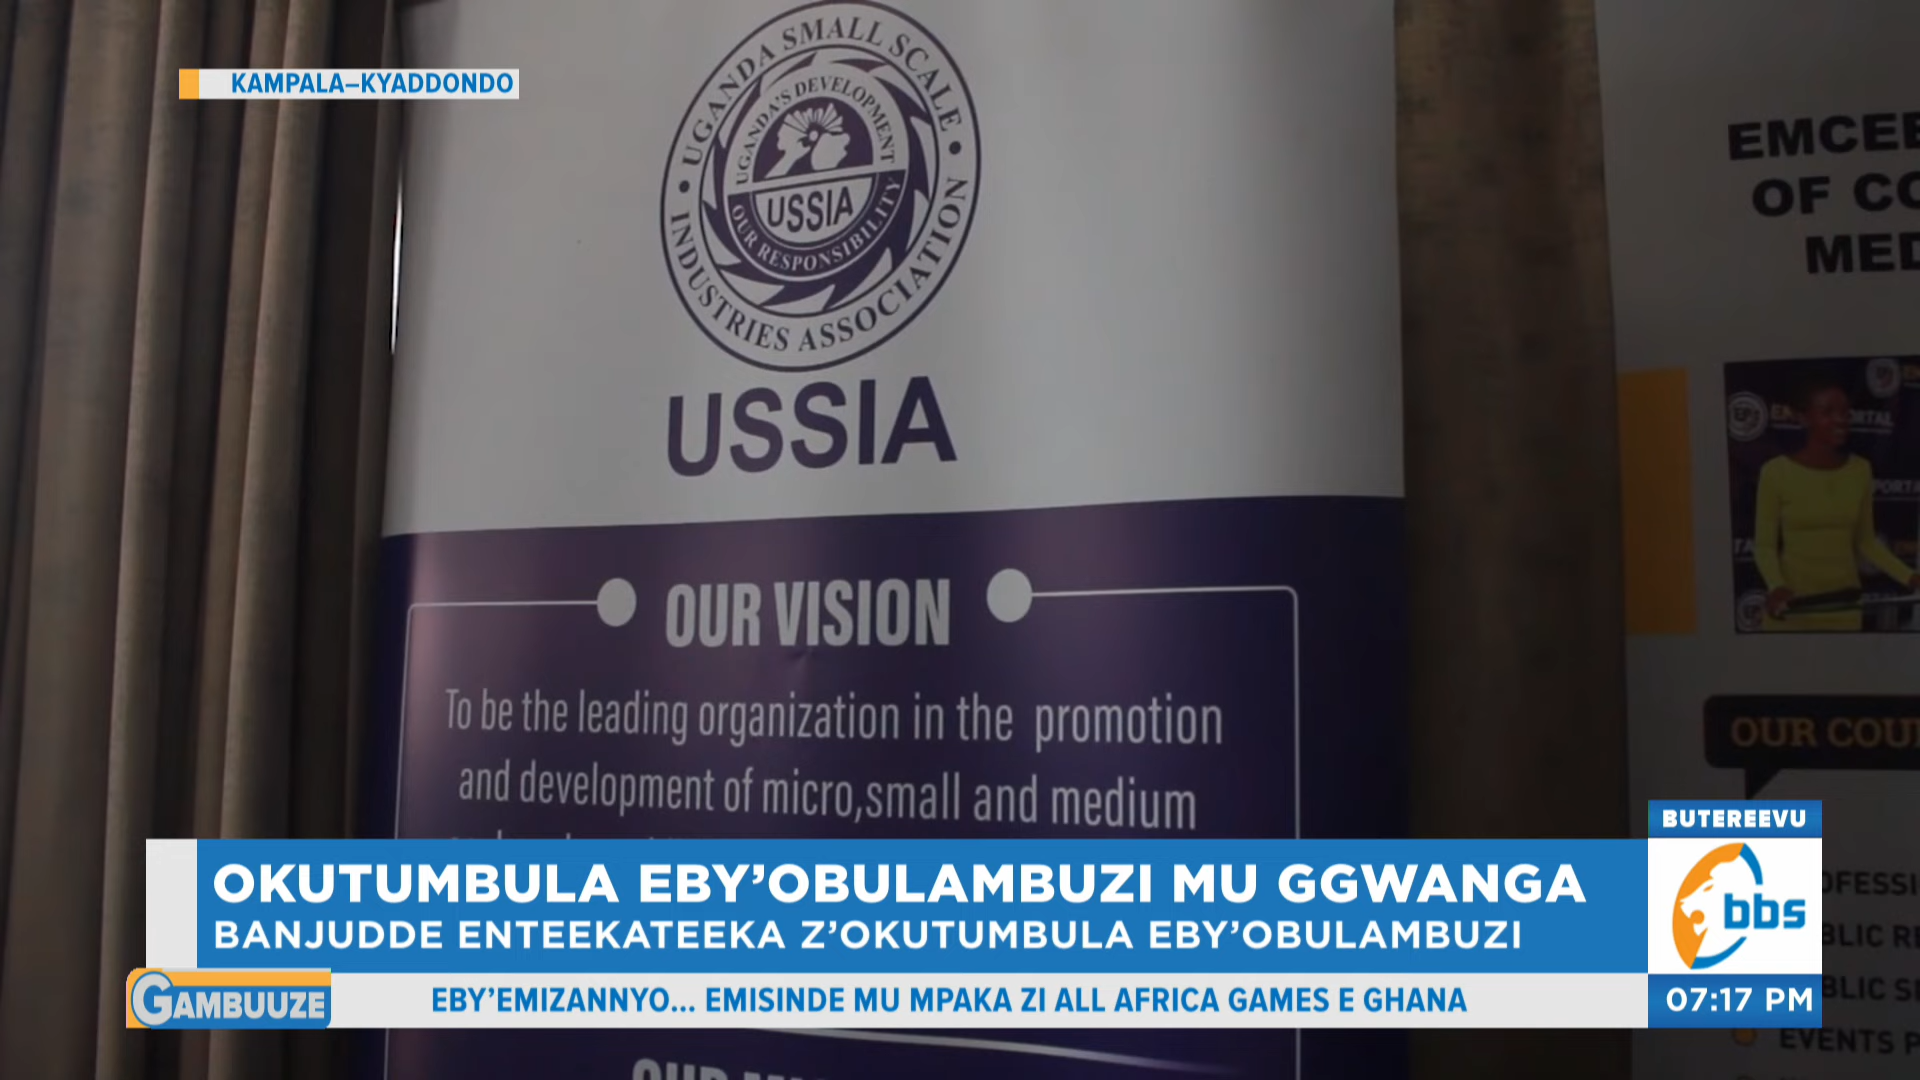 KAMPALA–KYADDONDO
UGANDA SMALL SCALE
INDUSTRIES ASSOCIATION
UGANDA'S DEVELOPMENT
USSIA
OUR RESPONSIBILITY
USSIA
OUR VISION
To be the leading organization in the promotion
and development of micro,small and medium
OF
OUR
EVENTS
BUTEREEVU
bbs
07:17 PM
OKUTUMBULA EBY’OBULAMBUZI MU GGWANGA
BANJUDDE ENTEEKATEEKA Z’OKUTUMBULA EBY’OBULAMBUZI
GAMBUUZE
EBY’EMIZANNYO... EMISINDE MU MPAKA ZI ALL AFRICA GAMES E GHANA